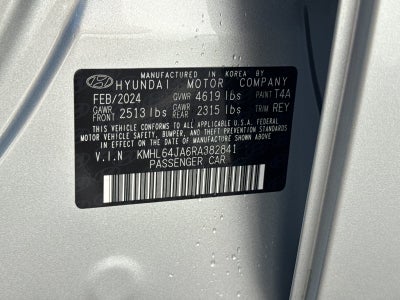 MANUFACTURED IN KOREA BY
HYUNDAI MOTOR COMPANY
FEB/2024 GVWR 4619 lbs PAINT T4A
GAWR FRONT 2513 lbs GAWR REAR 2315 lbs TRIM REY
THIS VEHICLE CONFORMS TO ALL APPLICABLE U.S.A. FEDERAL
MOTOR VEHICLE SAFETY, BUMPER, AND THEFT PREVENTION STANDARDS
IN EFFECT ON THE DATE OF MANUFACTURE SHOWN ABOVE.
V.I.N KMHL64JA6RA382841
PASSENGER CAR